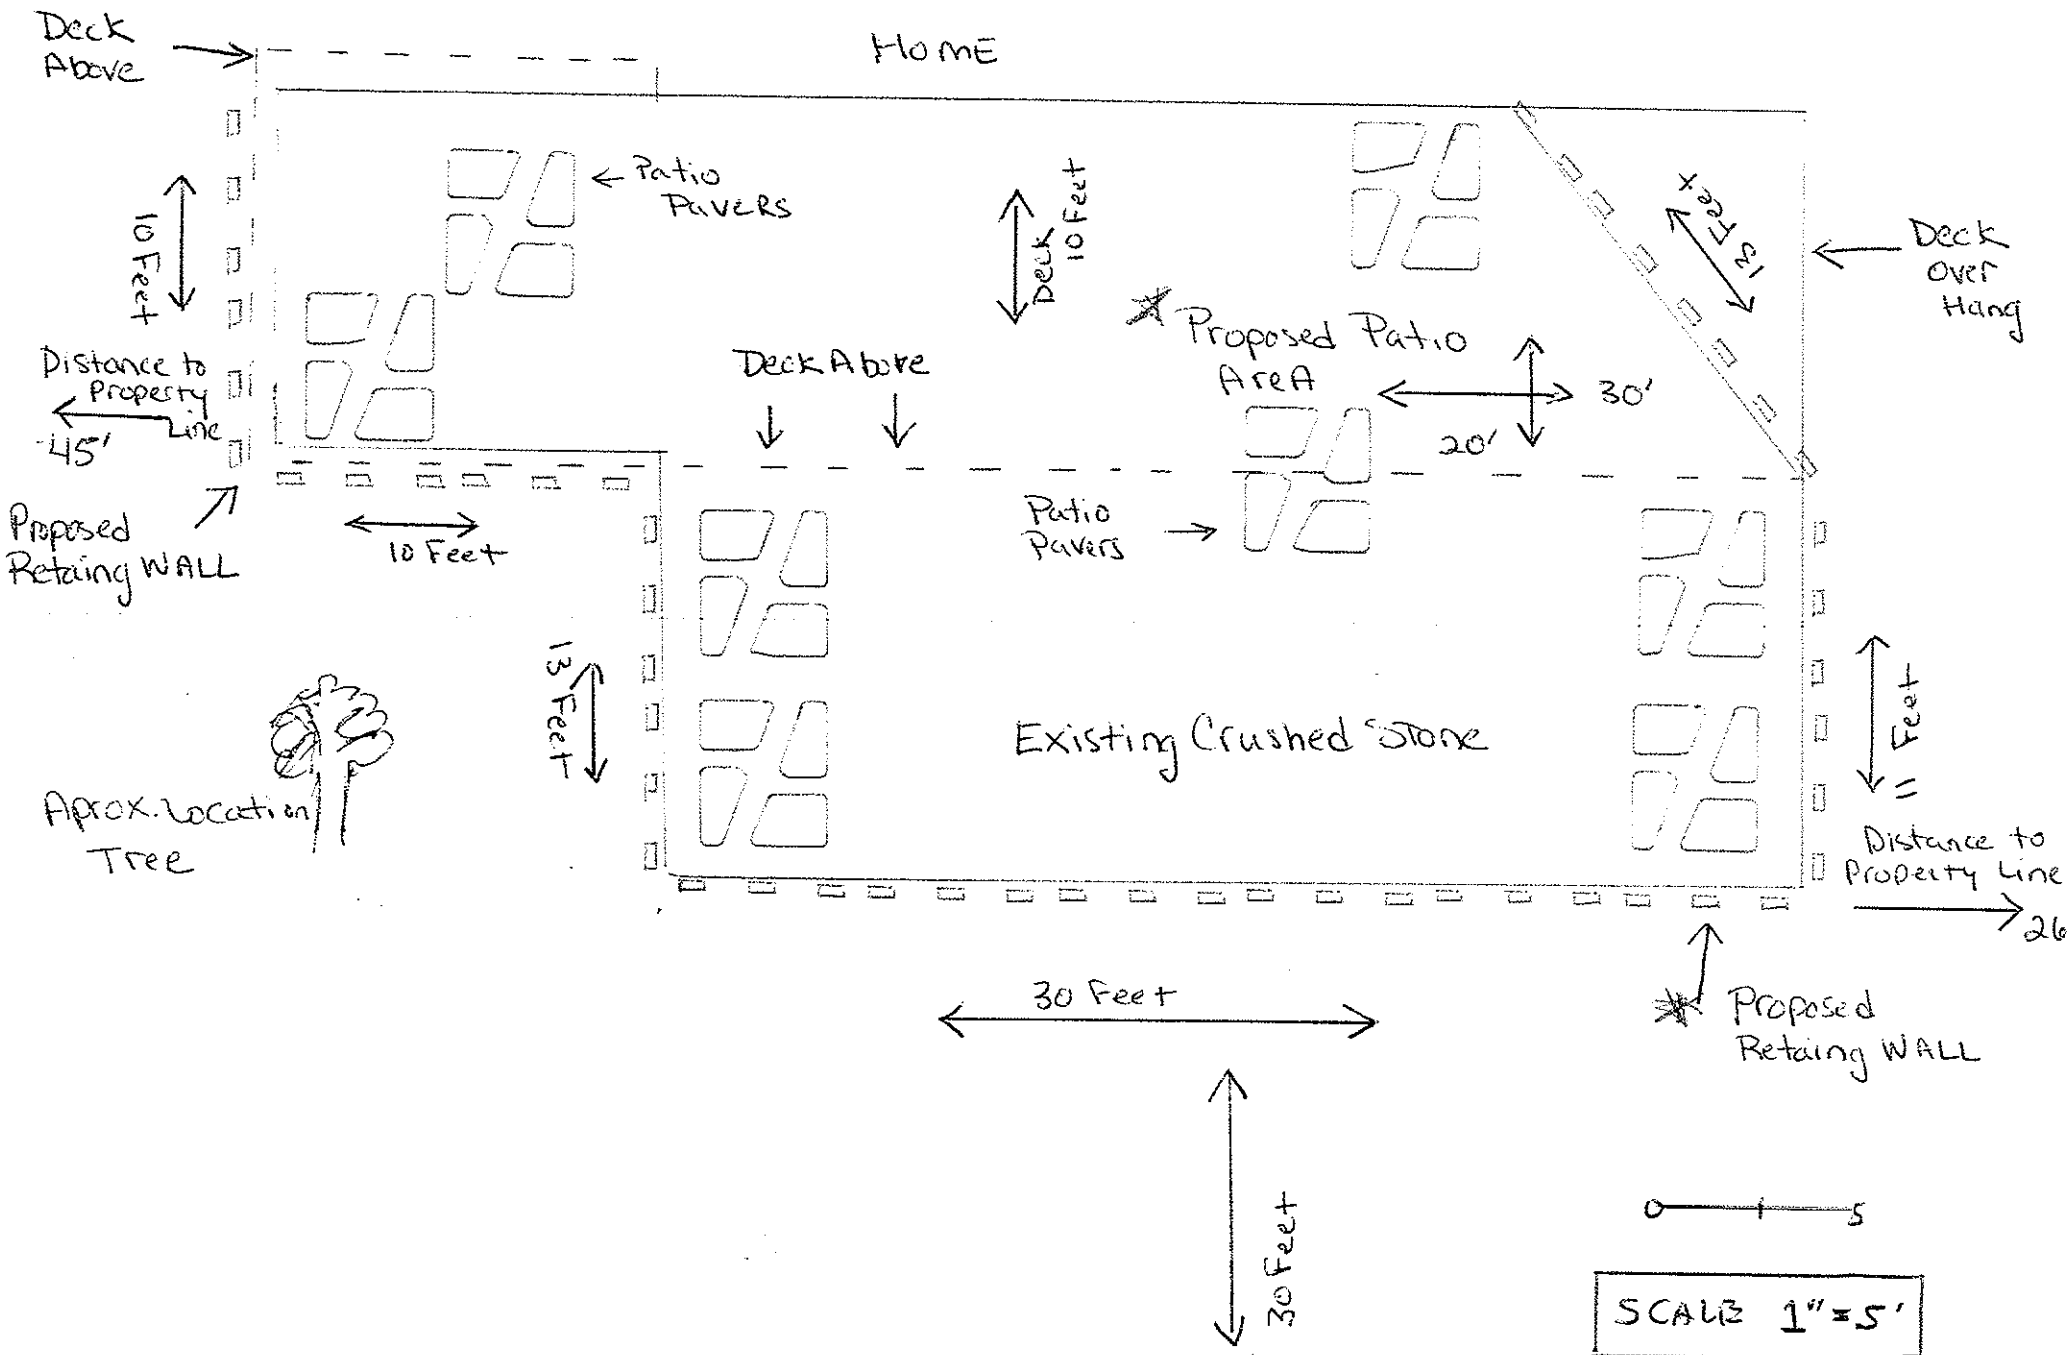 Deck
Above
HOME
Patio
PAVERS
10 Feet
Deck
10 Feet
13 Feet
Deck
over
Hang
Proposed Patio
AreA
30'
20'
Distance to
Property
Line
45'
Deck Above
Proposed
Retaing WALL
10 Feet
Patio
Pavers
13 Feet
Existing Crushed Stone
11 Feet
Aprox. Location
Tree
Distance to
Property Line
26
30 Feet
Proposed
Retaing WALL
30 Feet
0 5
SCALE 1"=5'